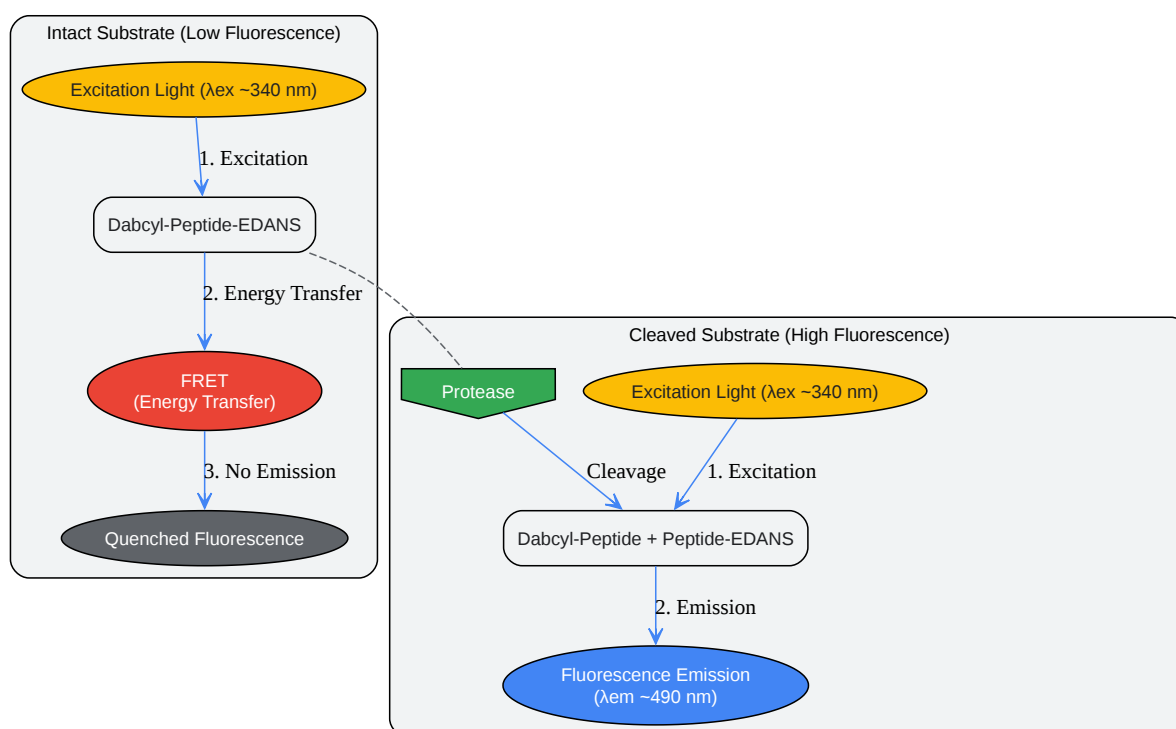 Intact Substrate (Low Fluorescence)
Excitation Light (λex ~340 nm)
1. Excitation
Dabcyl-Peptide-EDANS
2. Energy Transfer
FRET
(Energy Transfer)
3. No Emission
Quenched Fluorescence
Cleaved Substrate (High Fluorescence)
Protease
Excitation Light (λex ~340 nm)
Cleavage
1. Excitation
Dabcyl-Peptide + Peptide-EDANS
2. Emission
Fluorescence Emission
(λem ~490 nm)